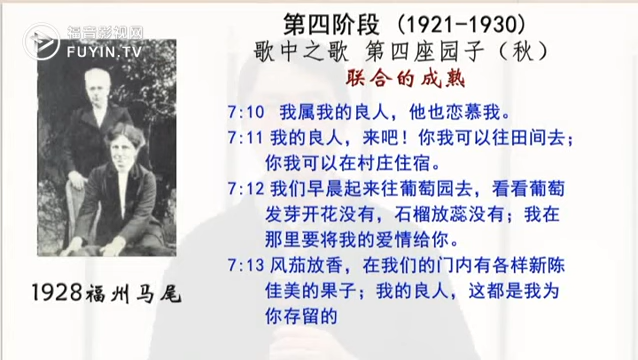 福音影视网
FUYIN.TV
第四阶段 (1921-1930)
歌中之歌 第四座园子（秋）
联合的成熟
7:10 我属我的良人，他也恋慕我。
7:11 我的良人，来吧！你我可以往田间去；
你我可以在村庄住宿。
7:12 我们早晨起来往葡萄园去，看看葡萄
发芽开花没有，石榴放蕊没有；我在
那里要将我的爱情给你。
7:13 风茄放香，在我们的门内有各样新陈
佳美的果子；我的良人，这都是我为
你存留的
1928福州马尾